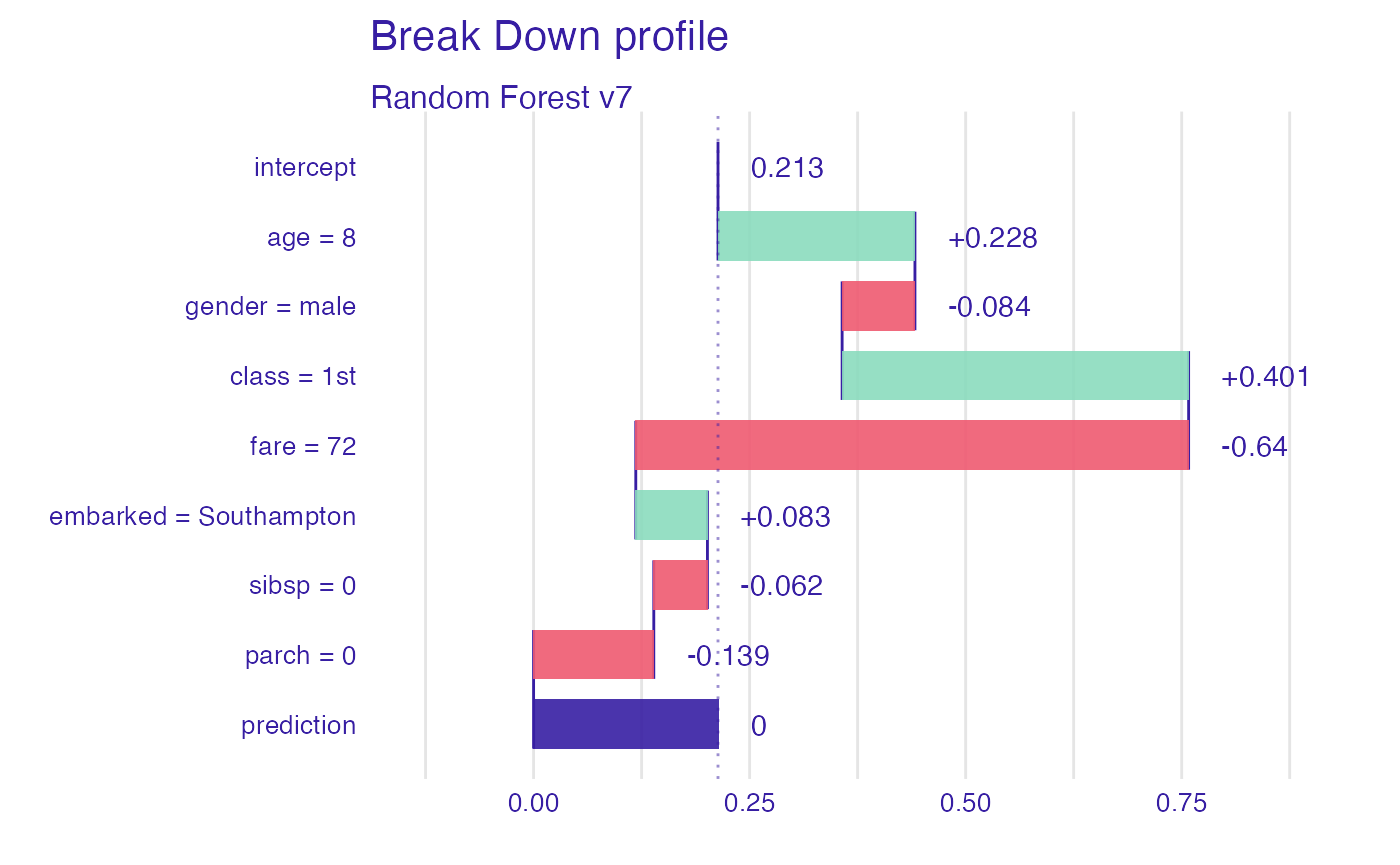 Break Down profile
Random Forest v7
intercept 0.213
age = 8 +0.228
gender = male -0.084
class = 1st +0.401
fare = 72 -0.64
embarked = Southampton +0.083
sibsp = 0 -0.062
parch = 0 -0.139
prediction 0
0.00 0.25 0.50 0.75